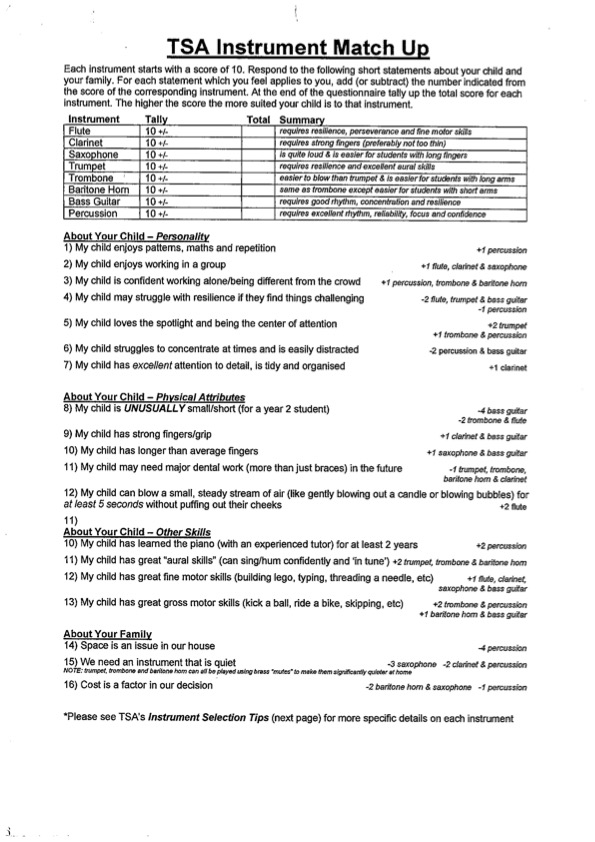 TSA Instrument Match Up
Each instrument starts with a score of 10. Respond to the following short statements about your child and
your family. For each statement which you feel applies to you, add (or subtract) the number indicated from
the score of the corresponding instrument. At the end of the questionnaire tally up the total score for each
instrument. The higher the score the more suited your child is to that instrument.
Instrument Tally Total Summary
Flute 10 +/- requires resilience, perseverance and fine motor skills
Clarinet 10 +/- requires strong fingers (preferably not too thin)
Saxophone 10 +/- is quite loud & is easier for students with long fingers
Trumpet 10 +/- requires resilience and excellent aural skills
Trombone 10 +/- easier to blow than trumpet & is easier for students with long arms
Baritone Horn 10 +/- same as trombone except easier for students with short arms
Bass Guitar 10 +/- requires good rhythm, concentration and resilience
Percussion 10 +/- requires excellent rhythm, reliability, focus and confidence
About Your Child – Personality
1) My child enjoys patterns, maths and repetition +1 percussion
2) My child enjoys working in a group +1 flute, clarinet & saxophone
3) My child is confident working alone/being different from the crowd +1 percussion, trombone & baritone horn
4) My child may struggle with resilience if they find things challenging -2 flute, trumpet & bass guitar
-1 percussion
5) My child loves the spotlight and being the center of attention +2 trumpet
+1 trombone & percussion
6) My child struggles to concentrate at times and is easily distracted -2 percussion & bass guitar
7) My child has excellent attention to detail, is tidy and organised +1 clarinet
About Your Child – Physical Attributes
8) My child is UNUSUALLY small/short (for a year 2 student) -4 bass guitar
-2 trombone & flute
9) My child has strong fingers/grip +1 clarinet & bass guitar
10) My child has longer than average fingers +1 saxophone & bass guitar
11) My child may need major dental work (more than just braces) in the future -1 trumpet, trombone,
baritone horn & clarinet
12) My child can blow a small, steady stream of air (like gently blowing out a candle or blowing bubbles) for
at least 5 seconds without puffing out their cheeks +2 flute
11)
About Your Child – Other Skills
10) My child has learned the piano (with an experienced tutor) for at least 2 years +2 percussion
11) My child has great “aural skills” (can sing/hum confidently and ‘in tune’) +2 trumpet, trombone & baritone horn
12) My child has great fine motor skills (building lego, typing, threading a needle, etc) +1 flute, clarinet,
saxophone & bass guitar
13) My child has great gross motor skills (kick a ball, ride a bike, skipping, etc) +2 trombone & percussion
+1 baritone horn & bass guitar
About Your Family
14) Space is an issue in our house -4 percussion
15) We need an instrument that is quiet -3 saxophone -2 clarinet & percussion
NOTE: trumpet, trombone and baritone horn can all be played using brass "mutes" to make them significantly quieter at home
16) Cost is a factor in our decision -2 baritone horn & saxophone -1 percussion
*Please see TSA's Instrument Selection Tips (next page) for more specific details on each instrument